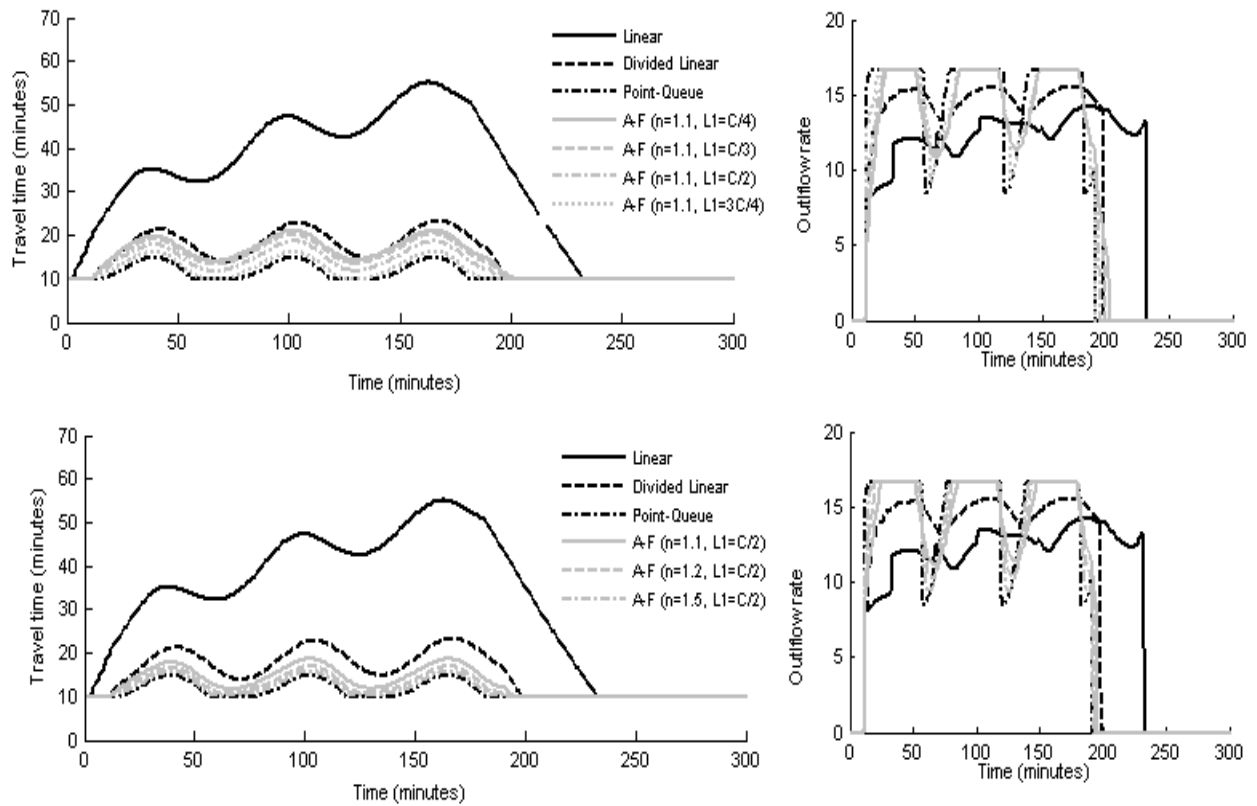 70
60
50
40
30
20
10
0
Travel time (minutes)
0 50 100 150 200 250 300
Time (minutes)
Linear
Divided Linear
Point-Queue
A-F (n=1.1, L1=C/4)
A-F (n=1.1, L1=C/3)
A-F (n=1.1, L1=C/2)
A-F (n=1.1, L1=3C/4)
20
15
10
5
0
Outlfow rate
0 50 100 150 200 250 300
Time (minutes)
70
60
50
40
30
20
10
0
Travel time (minutes)
0 50 100 150 200 250 300
Time (minutes)
Linear
Divided Linear
Point-Queue
A-F (n=1.1, L1=C/2)
A-F (n=1.2, L1=C/2)
A-F (n=1.5, L1=C/2)
20
15
10
5
0
Outlfow rate
0 50 100 150 200 250 300
Time (minutes)